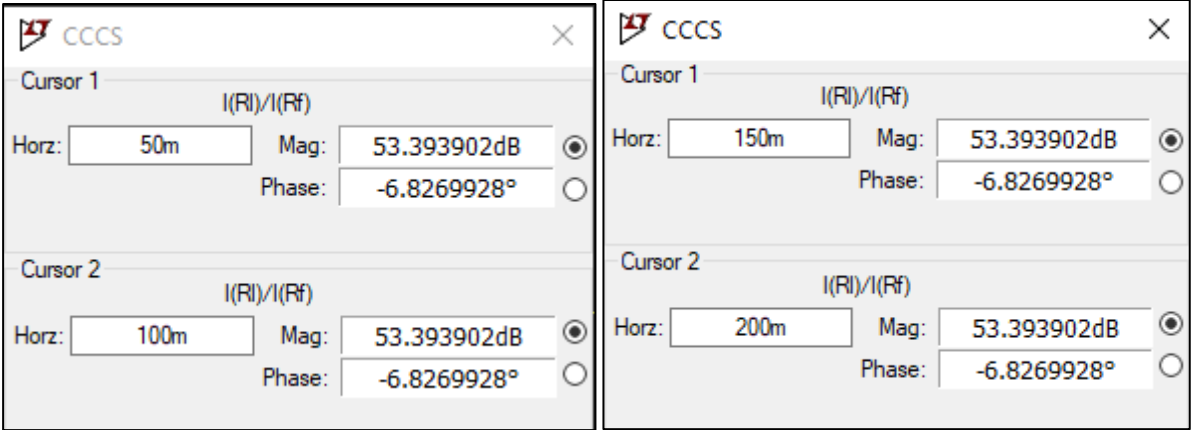 CCCS
Cursor 1
I(Rl)/I(Rf)
Horz: 50m Mag: 53.393902dB
Phase: -6.8269928°
Cursor 2
I(Rl)/I(Rf)
Horz: 100m Mag: 53.393902dB
Phase: -6.8269928°
CCCS
Cursor 1
I(Rl)/I(Rf)
Horz: 150m Mag: 53.393902dB
Phase: -6.8269928°
Cursor 2
I(Rl)/I(Rf)
Horz: 200m Mag: 53.393902dB
Phase: -6.8269928°